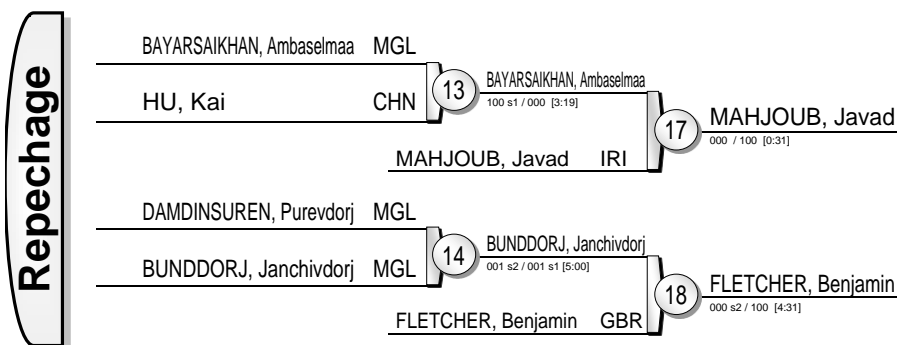 Repechage
BAYARSAIKHAN, Ambaselmaa MGL
HU, Kai CHN
13
BAYARSAIKHAN, Ambaselmaa
100 s1 / 000 [3:19]
MAHJOUB, Javad IRI
17
MAHJOUB, Javad
000 / 100 [0:31]
DAMDINSUREN, Purevdorj MGL
BUNDDORJ, Janchivdorj MGL
14
BUNDDORJ, Janchivdorj
001 s2 / 001 s1 [5:00]
FLETCHER, Benjamin GBR
18
FLETCHER, Benjamin
000 s2 / 100 [4:31]